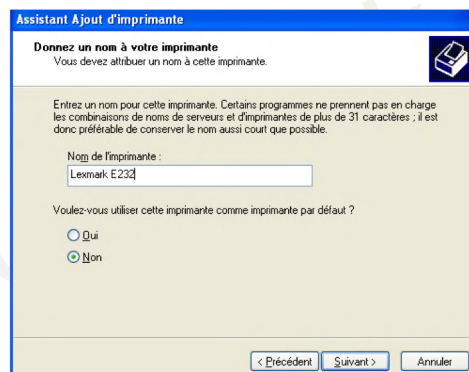 Assistant Ajout d'imprimante
Donnez un nom à votre imprimante
Vous devez attribuer un nom à cette imprimante.
Entrez un nom pour cette imprimante. Certains programmes ne prennent pas en charge
les combinaisons de noms de serveurs et d'imprimantes de plus de 31 caractères ; il est
donc préférable de conserver le nom aussi court que possible.
Nom de l'imprimante :
Lexmark E232
Voulez-vous utiliser cette imprimante comme imprimante par défaut ?
Oui
Non
< Précédent Suivant > Annuler